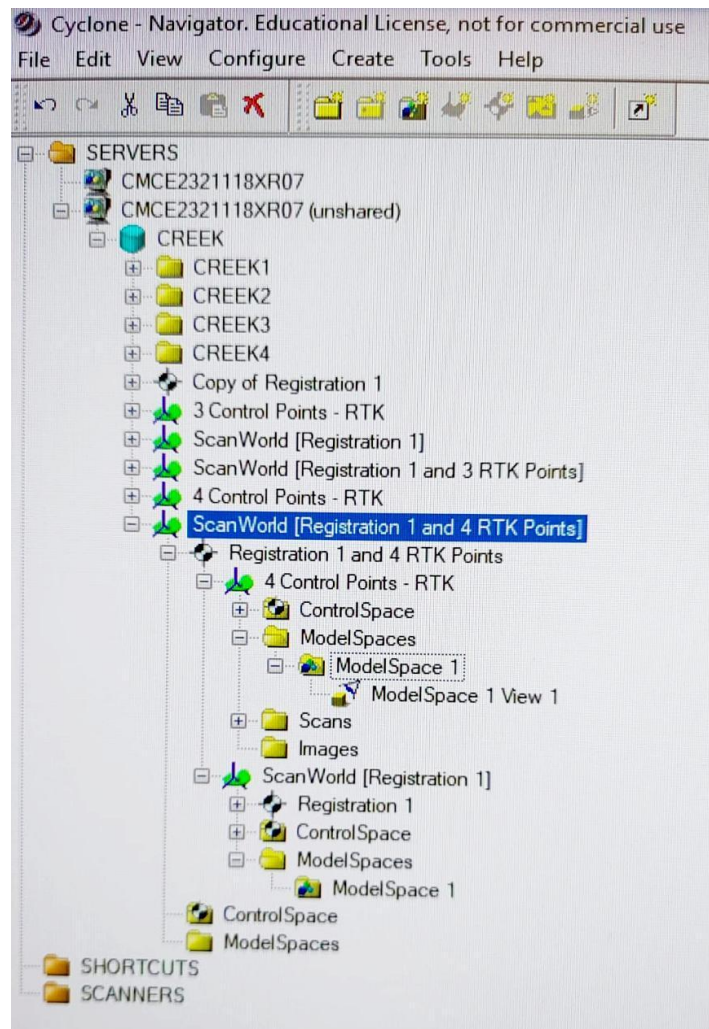 Cyclone - Navigator. Educational License, not for commercial use
File Edit View Configure Create Tools Help
SERVERS
CMCE2321118XR07
CMCE2321118XR07 (unshared)
CREEK
CREEK1
CREEK2
CREEK3
CREEK4
Copy of Registration 1
3 Control Points - RTK
ScanWorld [Registration 1]
ScanWorld [Registration 1 and 3 RTK Points]
4 Control Points - RTK
ScanWorld [Registration 1 and 4 RTK Points]
Registration 1 and 4 RTK Points
4 Control Points - RTK
ControlSpace
ModelSpaces
ModelSpace 1
ModelSpace 1 View 1
Scans
Images
ScanWorld [Registration 1]
Registration 1
ControlSpace
ModelSpaces
ModelSpace 1
ControlSpace
ModelSpaces
SHORTCUTS
SCANNERS